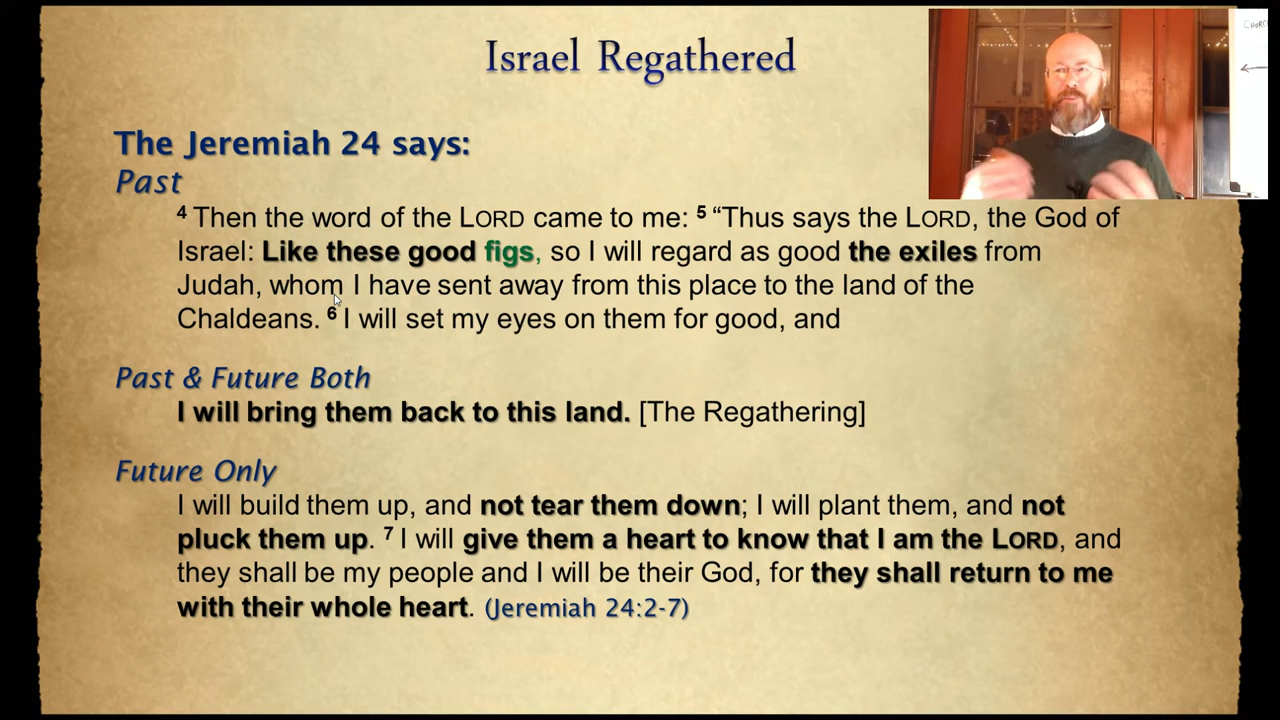 Israel Regathered
The Jeremiah 24 says:
Past
4 Then the word of the LORD came to me: 5 “Thus says the LORD, the God of
Israel: Like these good figs, so I will regard as good the exiles from
Judah, whom I have sent away from this place to the land of the
Chaldeans. 6 I will set my eyes on them for good, and
Past & Future Both
I will bring them back to this land. [The Regathering]
Future Only
I will build them up, and not tear them down; I will plant them, and not
pluck them up. 7 I will give them a heart to know that I am the LORD, and
they shall be my people and I will be their God, for they shall return to me
with their whole heart. (Jeremiah 24:2-7)